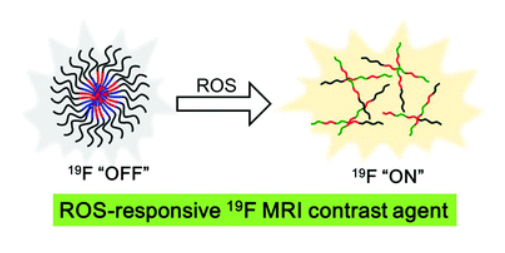 ROS
¹⁹F “OFF”
¹⁹F “ON”
ROS-responsive ¹⁹F MRI contrast agent